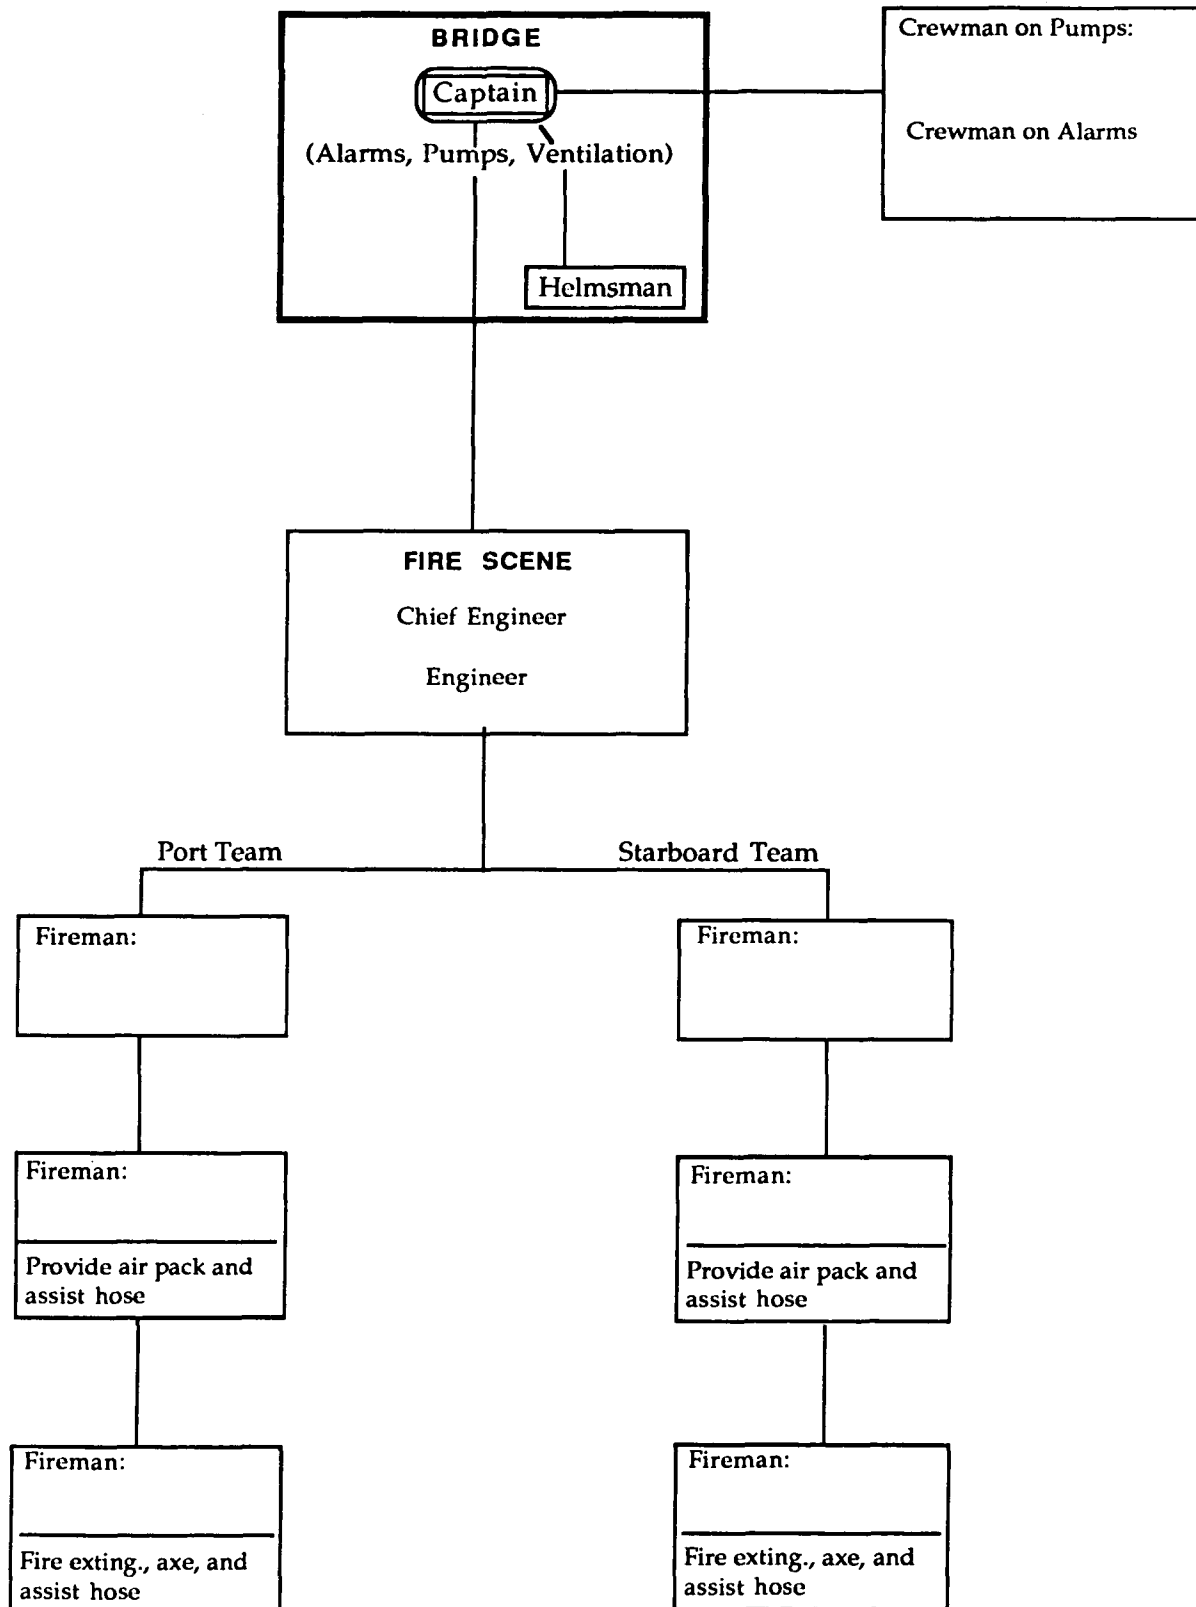 BRIDGE
Captain
(Alarms, Pumps, Ventilation)
Helmsman
Crewman on Pumps:
Crewman on Alarms
FIRE SCENE
Chief Engineer
Engineer
Port Team
Starboard Team
Fireman:
Fireman:
Fireman:
Provide air pack and
assist hose
Fireman:
Provide air pack and
assist hose
Fireman:
Fire exting., axe, and
assist hose
Fireman:
Fire exting., axe, and
assist hose